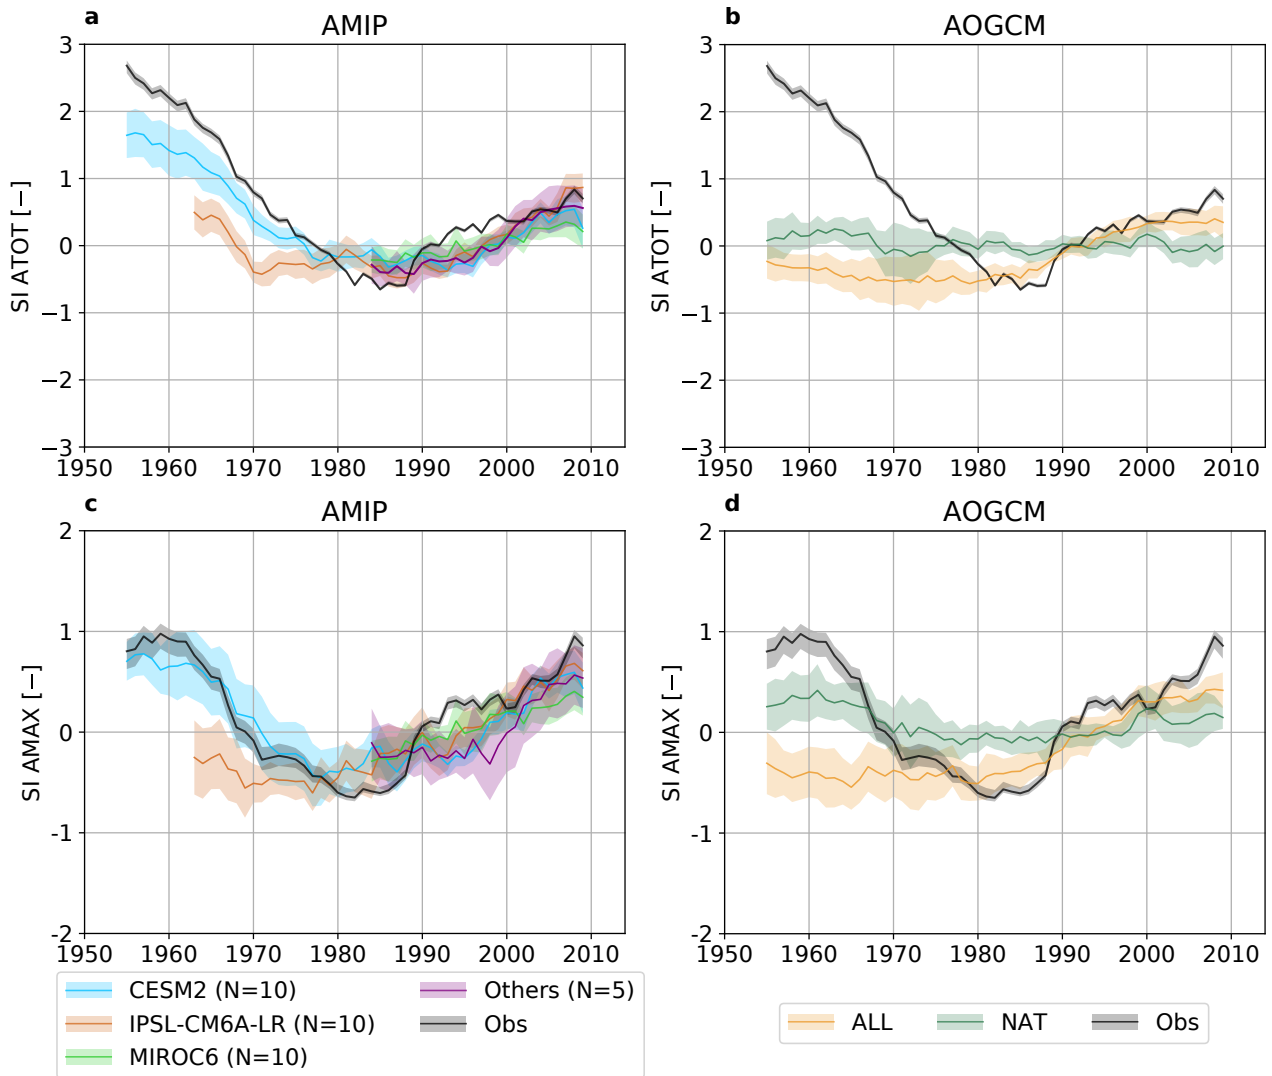 a
AMIP
SI ATOT [−]
3
2
1
0
−1
−2
−3
1950 1960 1970 1980 1990 2000 2010
b
AOGCM
SI ATOT [−]
3
2
1
0
−1
−2
−3
1950 1960 1970 1980 1990 2000 2010
c
AMIP
SI AMAX [−]
2
1
0
-1
-2
1950 1960 1970 1980 1990 2000 2010
d
AOGCM
SI AMAX [−]
2
1
0
-1
-2
1950 1960 1970 1980 1990 2000 2010
CESM2 (N=10)
IPSL-CM6A-LR (N=10)
MIROC6 (N=10)
Others (N=5)
Obs
ALL NAT Obs